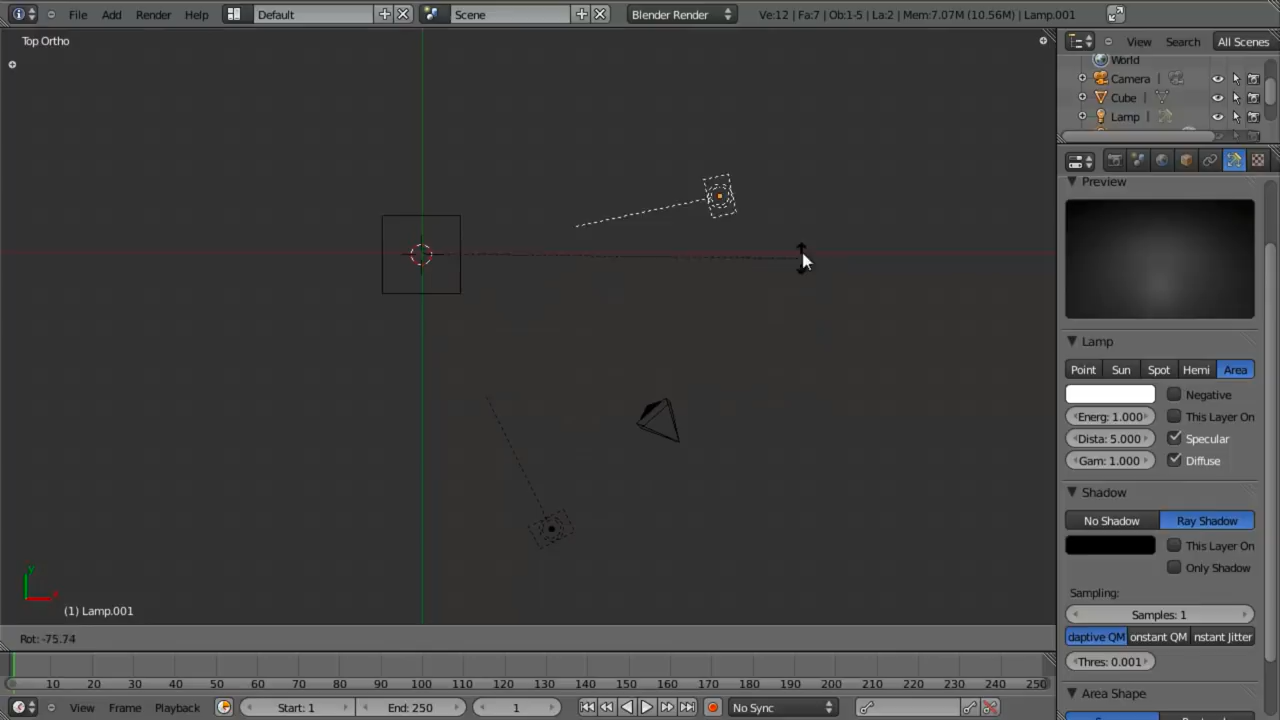 File Add Render Help Default Scene Blender Render Ve:12 | Fa:7 | Ob:1-5 | La:2 | Mem:7.07M (10.56M) | Lamp.001
Top Ortho
View Search All Scenes
World
Camera
Cube
Lamp
Preview
Lamp
Point Sun Spot Hemi Area
Negative
Energ: 1.000 This Layer On
Dista: 5.000 Specular
Gam: 1.000 Diffuse
Shadow
No Shadow Ray Shadow
This Layer On
Only Shadow
Sampling:
Samples: 1
daptive QM onstant QM nstant Jitter
Thres: 0.001
Area Shape
y
x
(1) Lamp.001
Rot: -75.74
10 20 30 40 50 60 70 80 90 100 110 120 130 140 150 160 170 180 190 200 210 220 230 240 250
View Frame Playback Start: 1 End: 250 1 No Sync